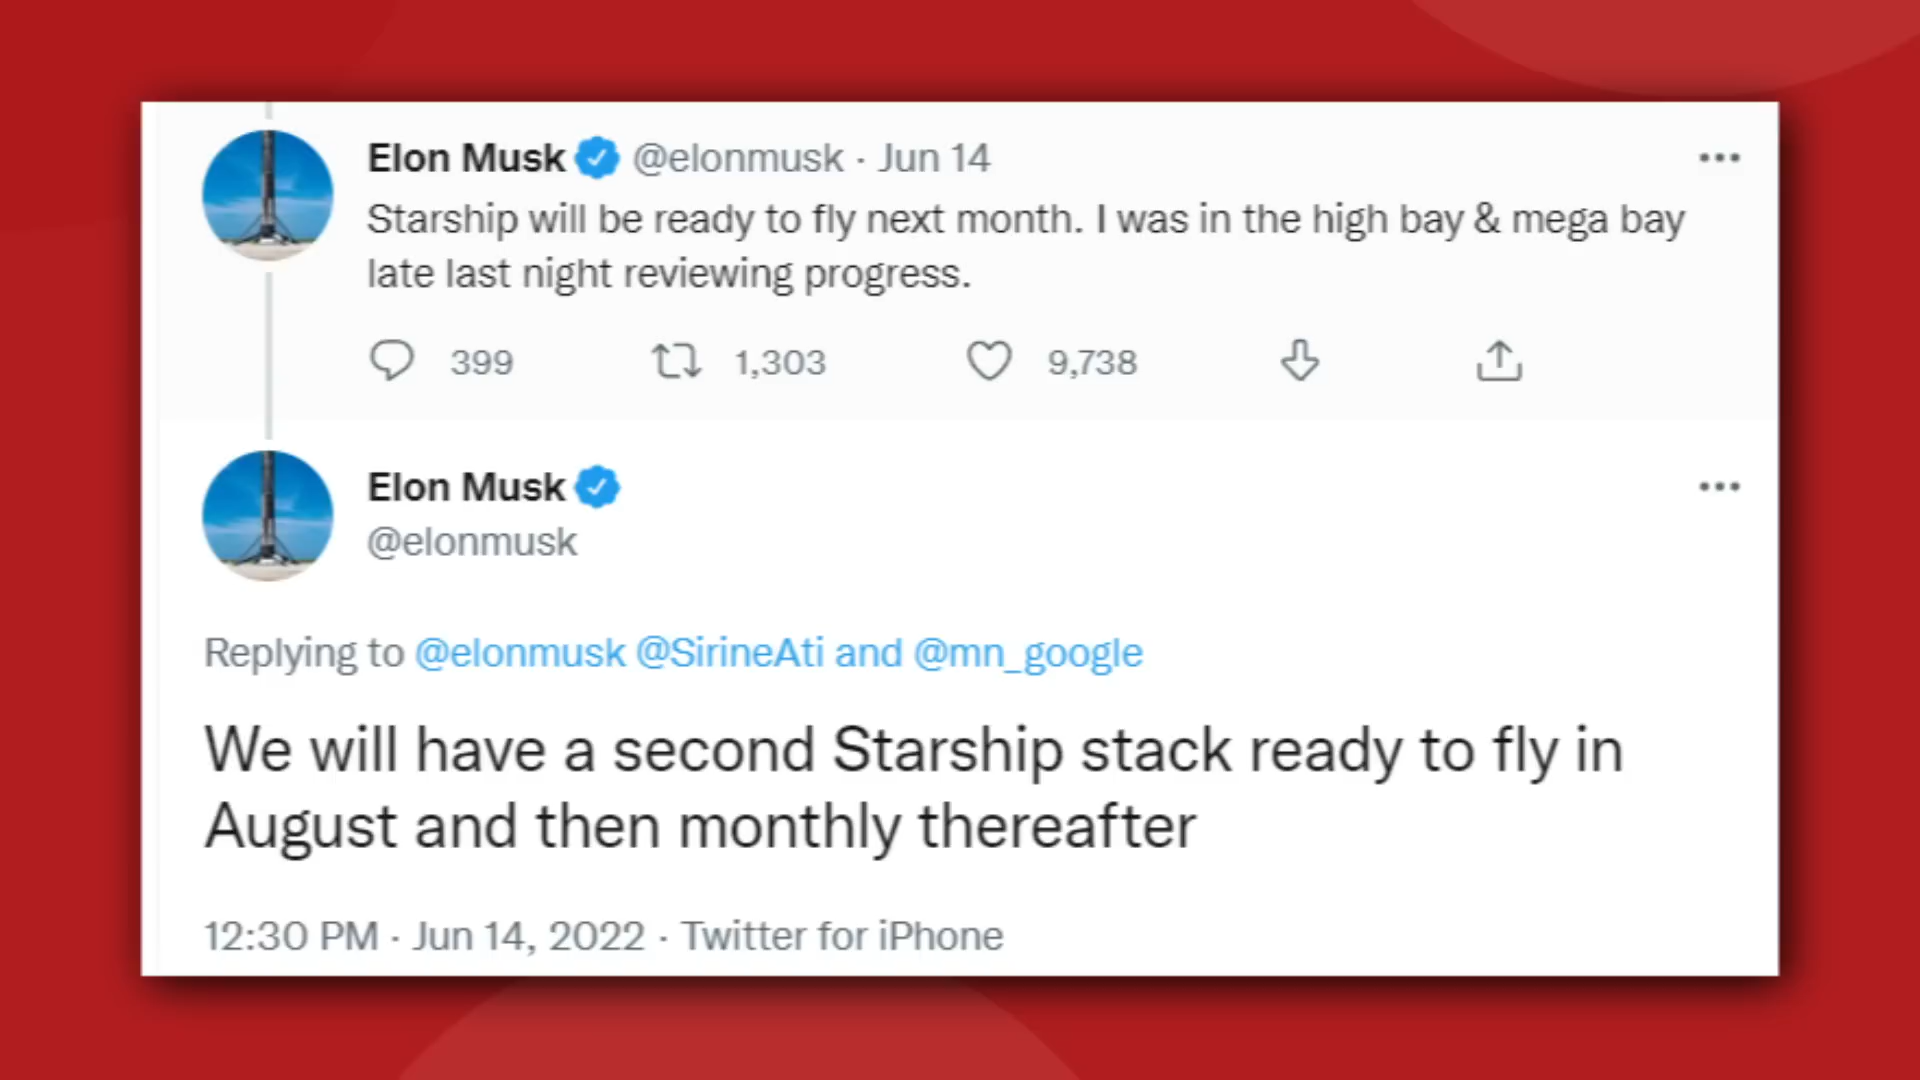 Elon Musk @elonmusk · Jun 14
Starship will be ready to fly next month. I was in the high bay & mega bay
late last night reviewing progress.
399 1,303 9,738
Elon Musk
@elonmusk
Replying to @elonmusk @SirineAti and @mn_google
We will have a second Starship stack ready to fly in
August and then monthly thereafter
12:30 PM · Jun 14, 2022 · Twitter for iPhone